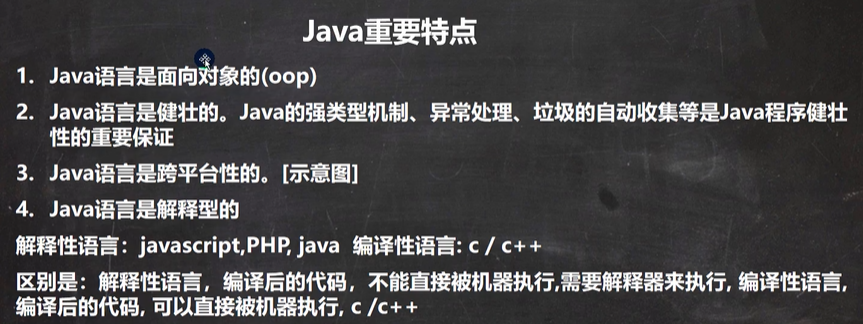 Java重要特点
1. Java语言是面向对象的(oop)
2. Java语言是健壮的。Java的强类型机制、异常处理、垃圾的自动收集等是Java程序健壮
性的重要保证
3. Java语言是跨平台性的。[示意图]
4. Java语言是解释型的
解释性语言：javascript,PHP, java 编译性语言: c / c++
区别是：解释性语言，编译后的代码，不能直接被机器执行,需要解释器来执行, 编译性语言,
编译后的代码, 可以直接被机器执行, c /c++